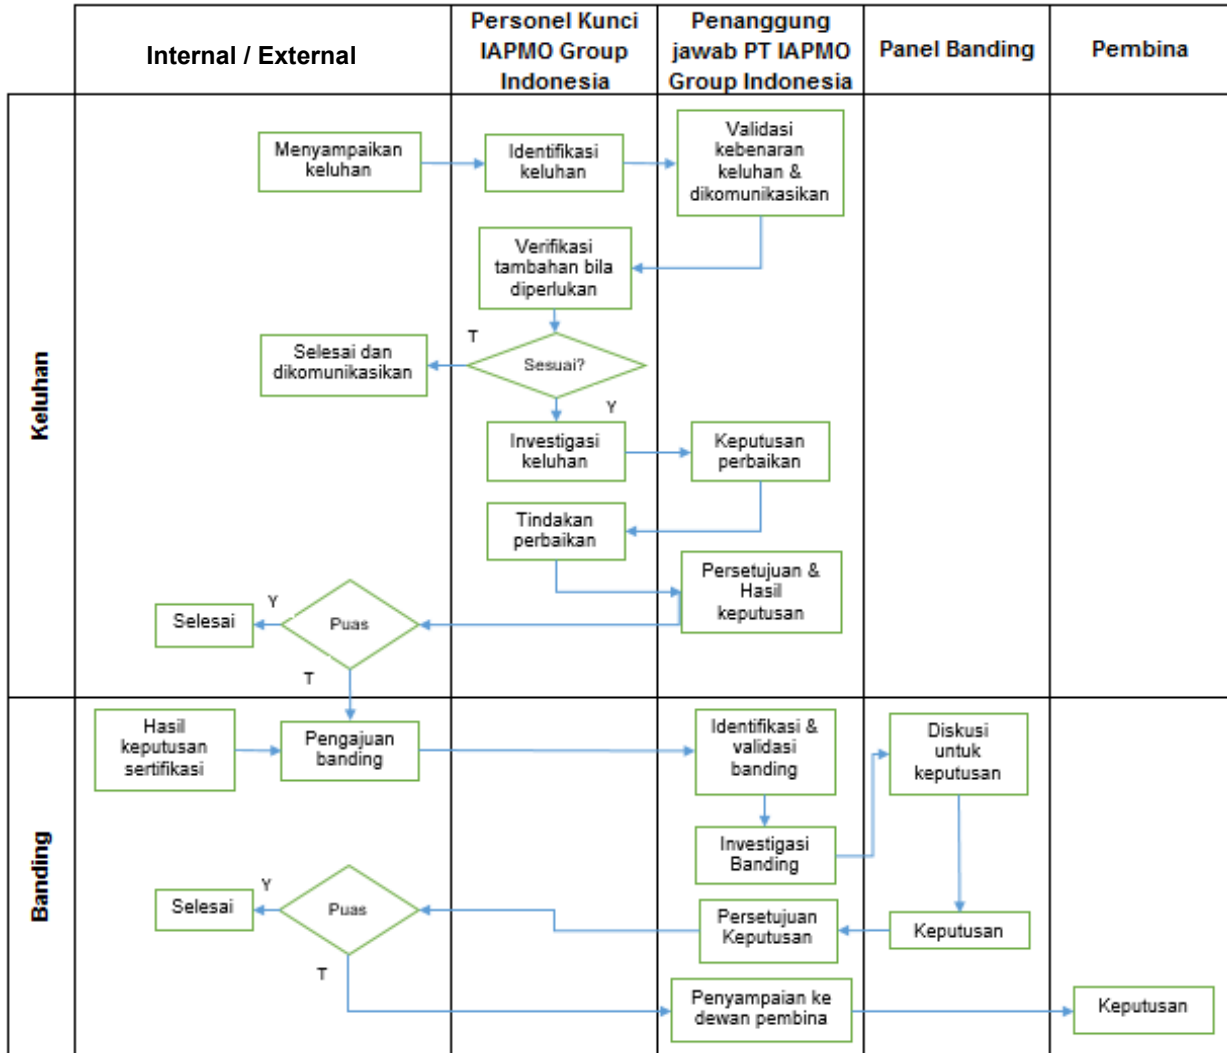 Internal / External
Personel Kunci
IAPMO Group
Indonesia
Penanggung
jawab PT IAPMO
Group Indonesia
Panel Banding
Pembina
Keluhan
Menyampaikan
keluhan
Identifikasi
keluhan
Validasi
kebenaran
keluhan &
dikomunikasikan
Verifikasi
tambahan bila
diperlukan
T
Selesai dan
dikomunikasikan
Sesuai?
Y
Investigasi
keluhan
Keputusan
perbaikan
Tindakan
perbaikan
Persetujuan &
Hasil
keputusan
Selesai
Y
Puas
T
Banding
Hasil
keputusan
sertifikasi
Pengajuan
banding
Identifikasi &
validasi
banding
Diskusi
untuk
keputusan
Investigasi
Banding
Selesai
Y
Puas
Persetujuan
Keputusan
Keputusan
T
Penyampaian ke
dewan pembina
Keputusan